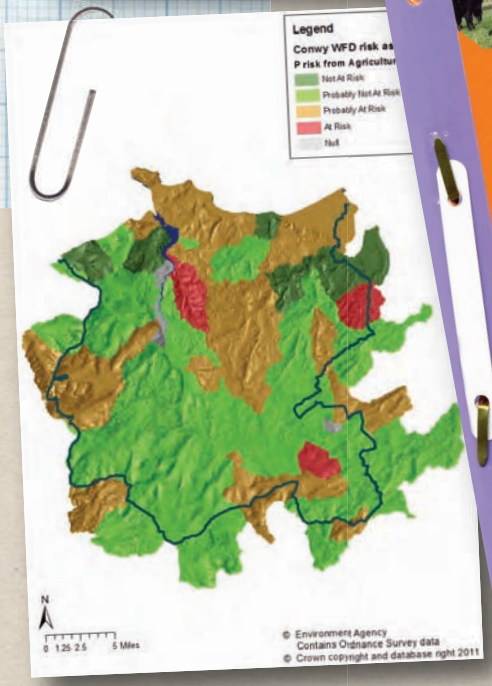 Legend
Conwy WFD risk as
P risk from Agricultur
Not At Risk
Probably Not At Risk
Probably At Risk
At Risk
Null
N
0 1.25 2.5 5 Miles
© Environment Agency
Contains Ordnance Survey data
© Crown copyright and database right 2011